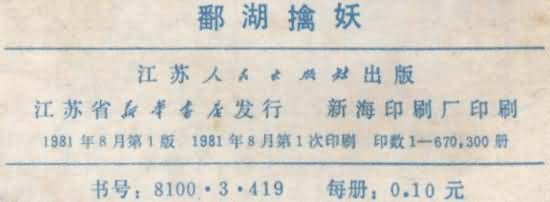 鄱湖擒妖
江苏人民出版社出版
江苏省新华书店发行 新海印刷厂印刷
1981年8月第1版 1981年8月第1次印刷 印数1—670,300册
书号：8100·3·419 每册：0.10元